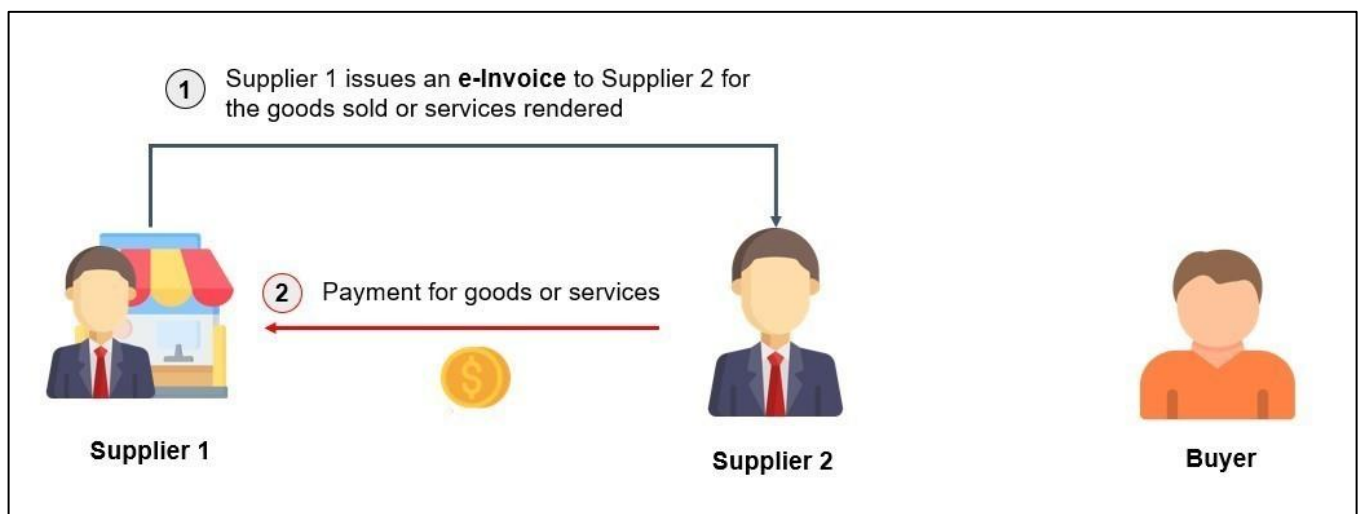 1
Supplier 1 issues an e-Invoice to Supplier 2 for
the goods sold or services rendered
2
Payment for goods or services
$
Supplier 1
Supplier 2
Buyer